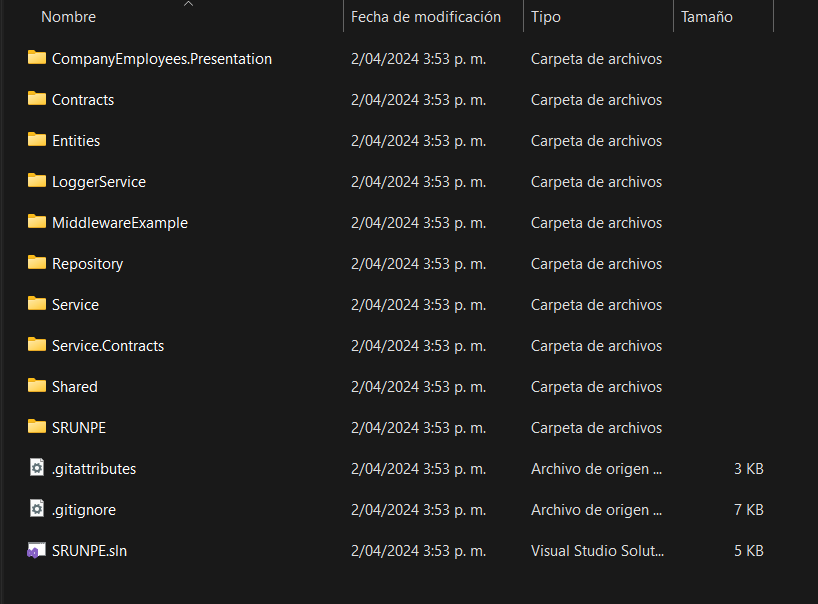 Nombre Fecha de modificación Tipo Tamaño
CompanyEmployees.Presentation 2/04/2024 3:53 p. m. Carpeta de archivos
Contracts 2/04/2024 3:53 p. m. Carpeta de archivos
Entities 2/04/2024 3:53 p. m. Carpeta de archivos
LoggerService 2/04/2024 3:53 p. m. Carpeta de archivos
MiddlewareExample 2/04/2024 3:53 p. m. Carpeta de archivos
Repository 2/04/2024 3:53 p. m. Carpeta de archivos
Service 2/04/2024 3:53 p. m. Carpeta de archivos
Service.Contracts 2/04/2024 3:53 p. m. Carpeta de archivos
Shared 2/04/2024 3:53 p. m. Carpeta de archivos
SRUNPE 2/04/2024 3:53 p. m. Carpeta de archivos
.gitattributes 2/04/2024 3:53 p. m. Archivo de origen ... 3 KB
.gitignore 2/04/2024 3:53 p. m. Archivo de origen ... 7 KB
SRUNPE.sln 2/04/2024 3:53 p. m. Visual Studio Solut... 5 KB